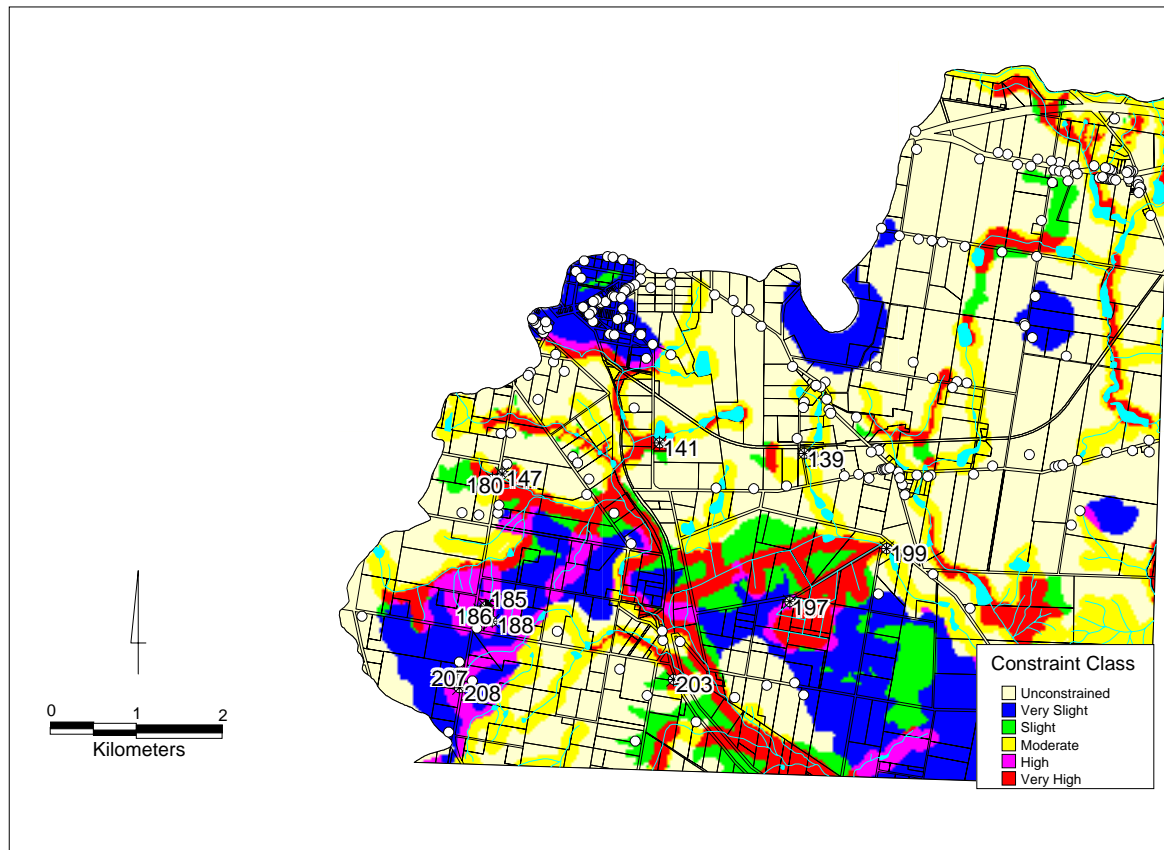 141
139
180 147
199
185
197
186
188
207
208
203
0 1 2
Kilometers
Constraint Class
Unconstrained
Very Slight
Slight
Moderate
High
Very High